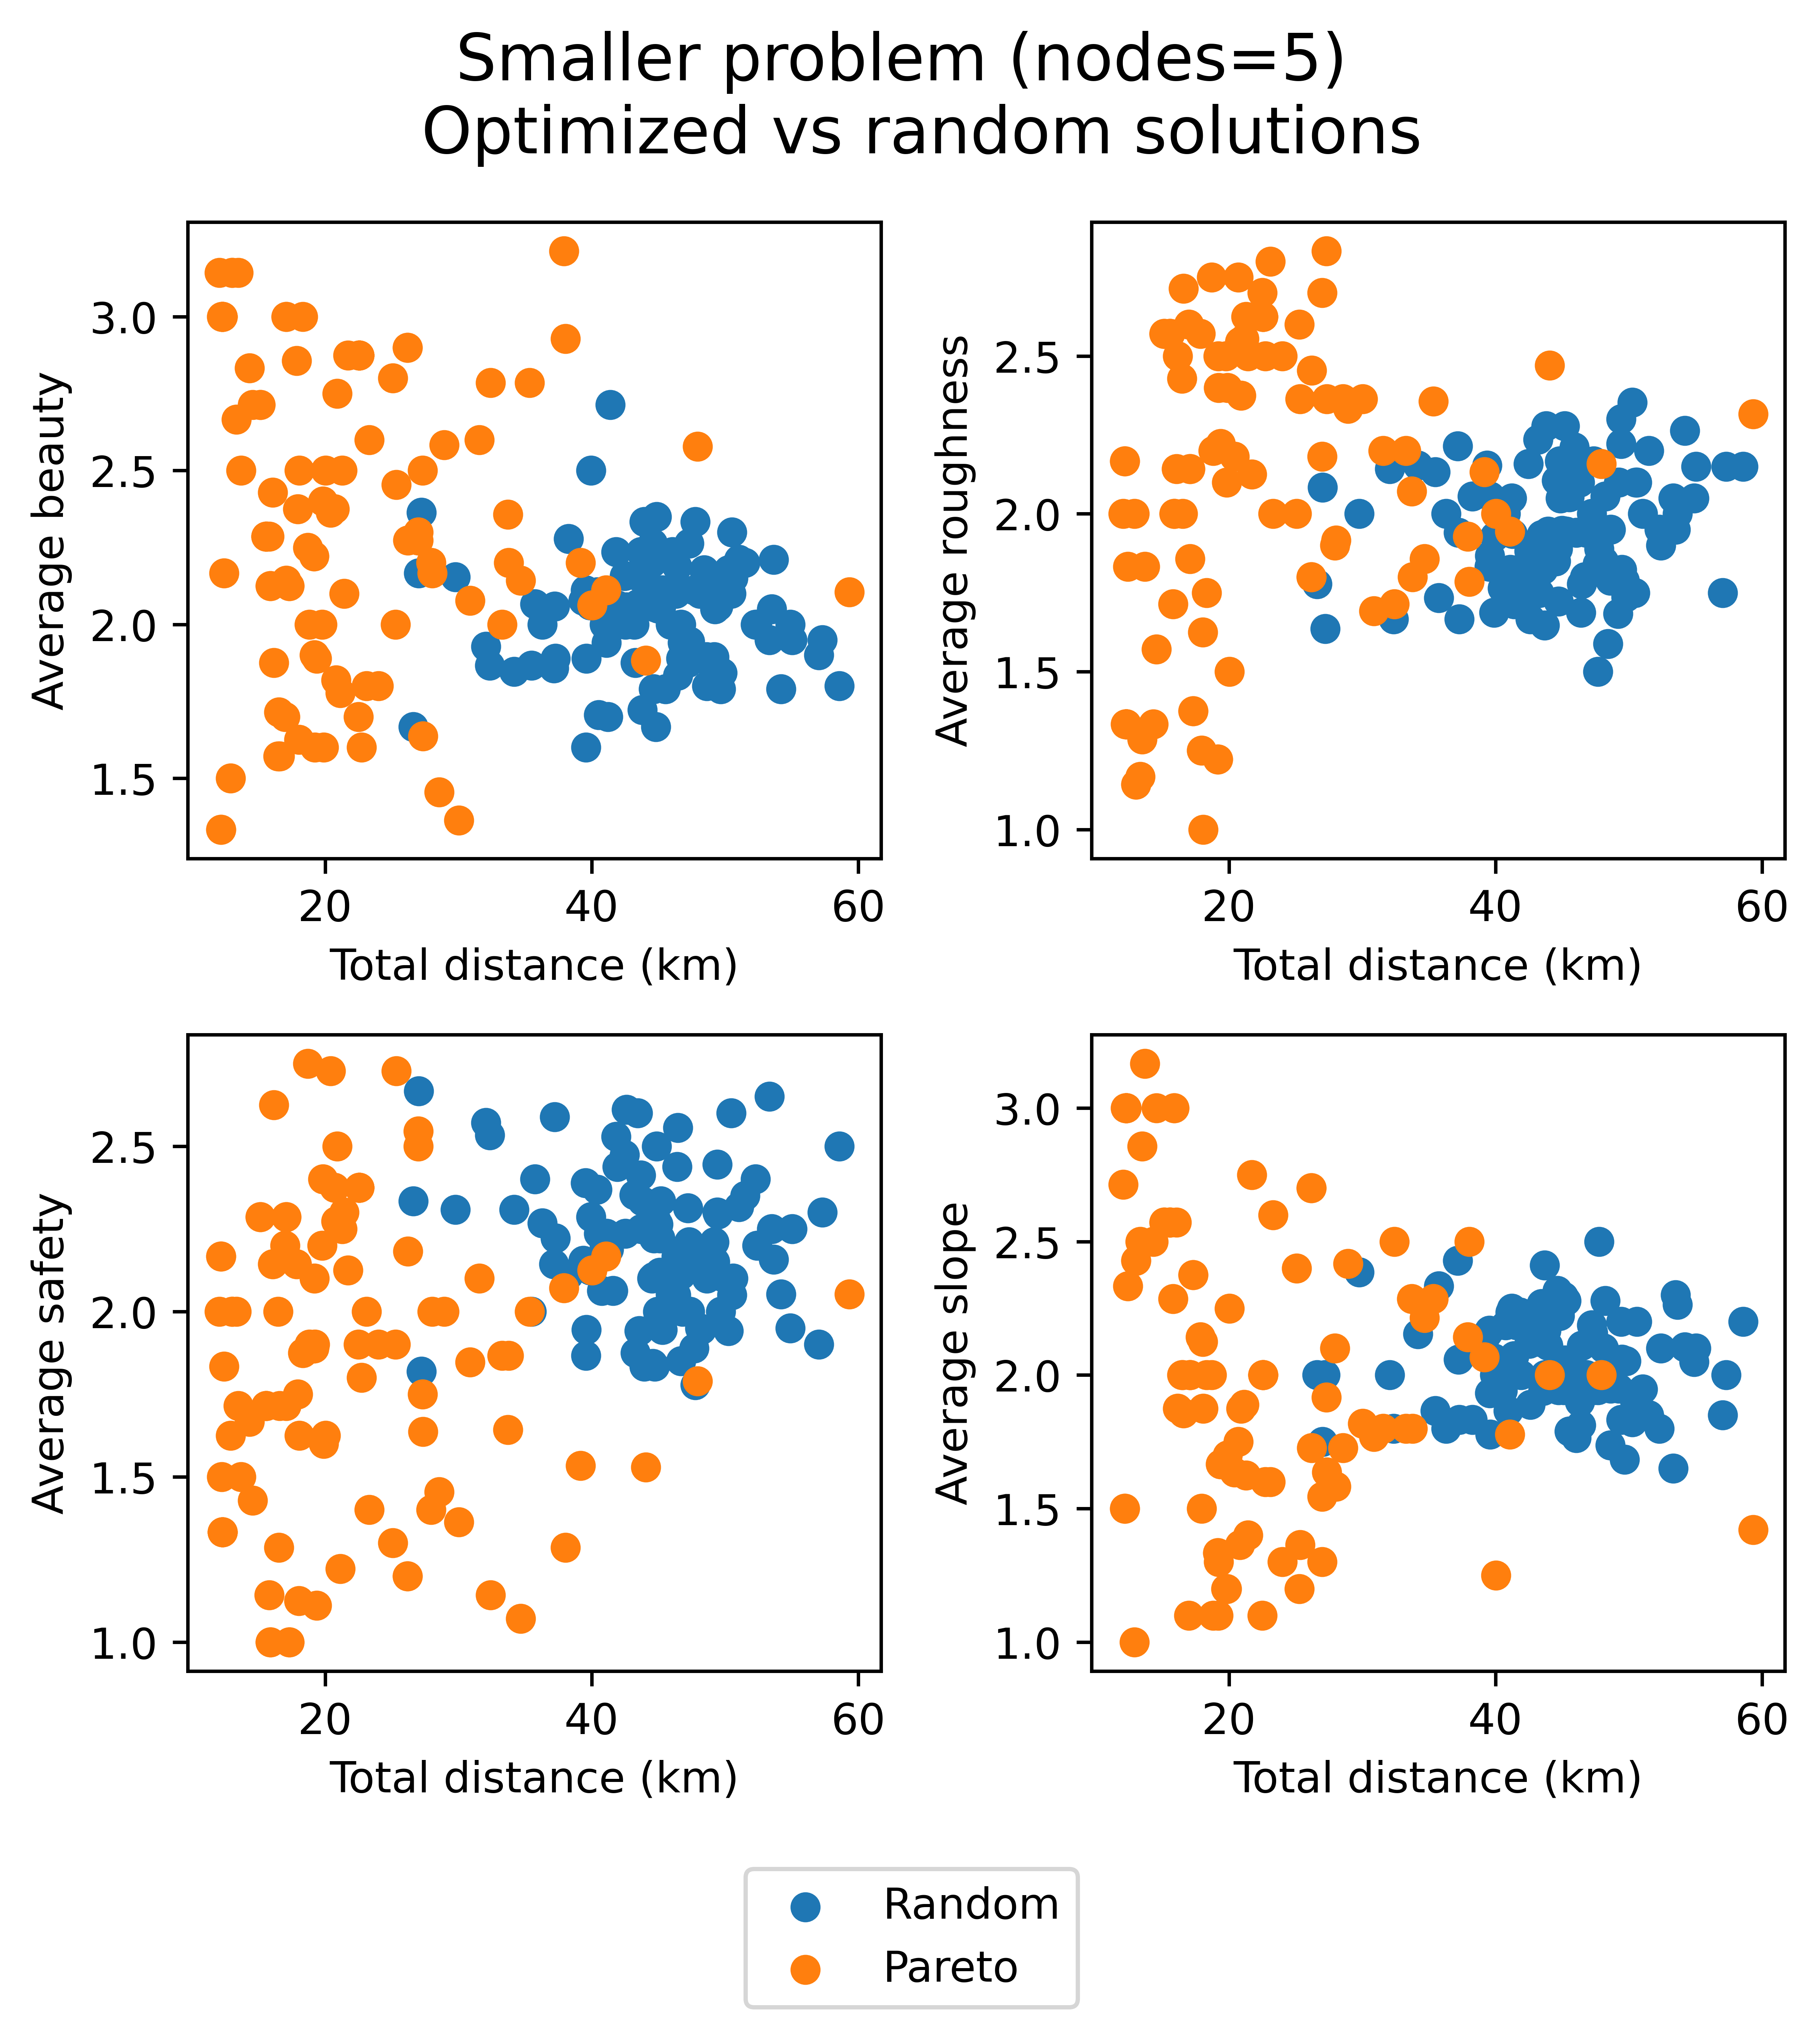 Smaller problem (nodes=5)
Optimized vs random solutions
Average beauty
3.0
2.5
2.0
1.5
20 40 60
Total distance (km)
Average roughness
2.5
2.0
1.5
1.0
20 40 60
Total distance (km)
Average safety
2.5
2.0
1.5
1.0
20 40 60
Total distance (km)
Average slope
3.0
2.5
2.0
1.5
1.0
20 40 60
Total distance (km)
Random
Pareto